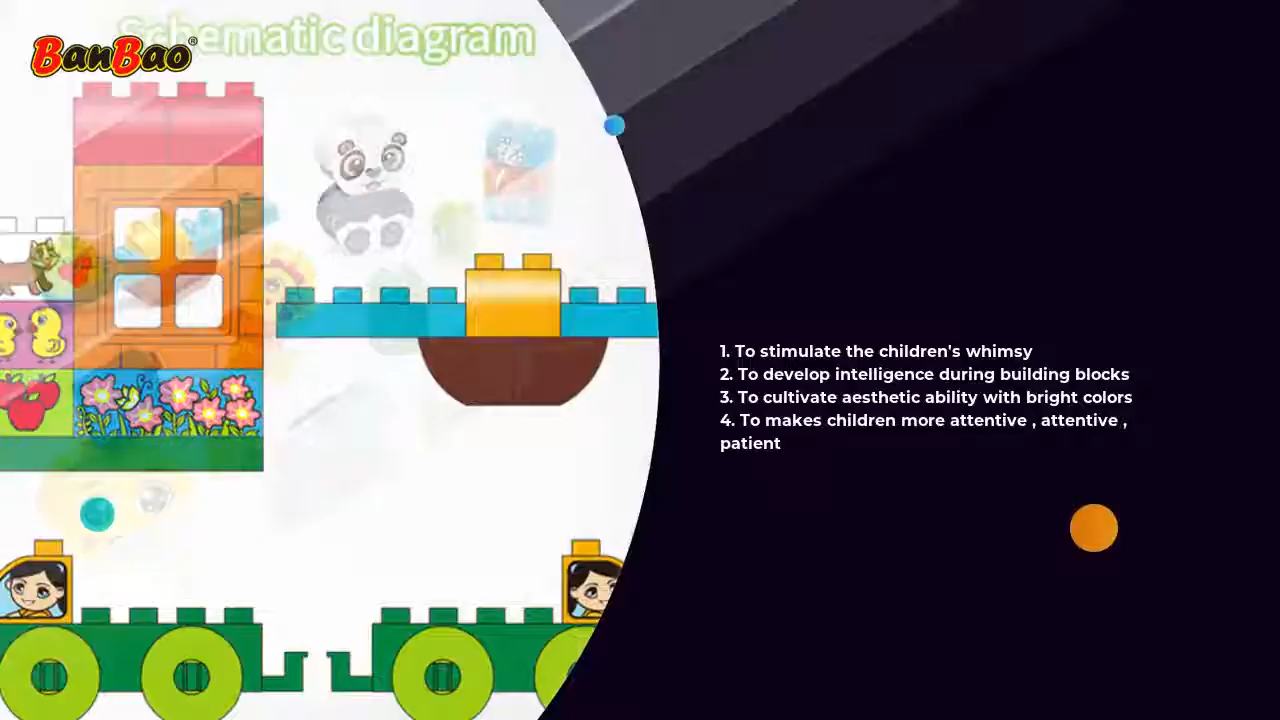 Schematic diagram
BanBao®
1. To stimulate the children's whimsy
2. To develop intelligence during building blocks
3. To cultivate aesthetic ability with bright colors
4. To makes children more attentive , attentive ,
patient